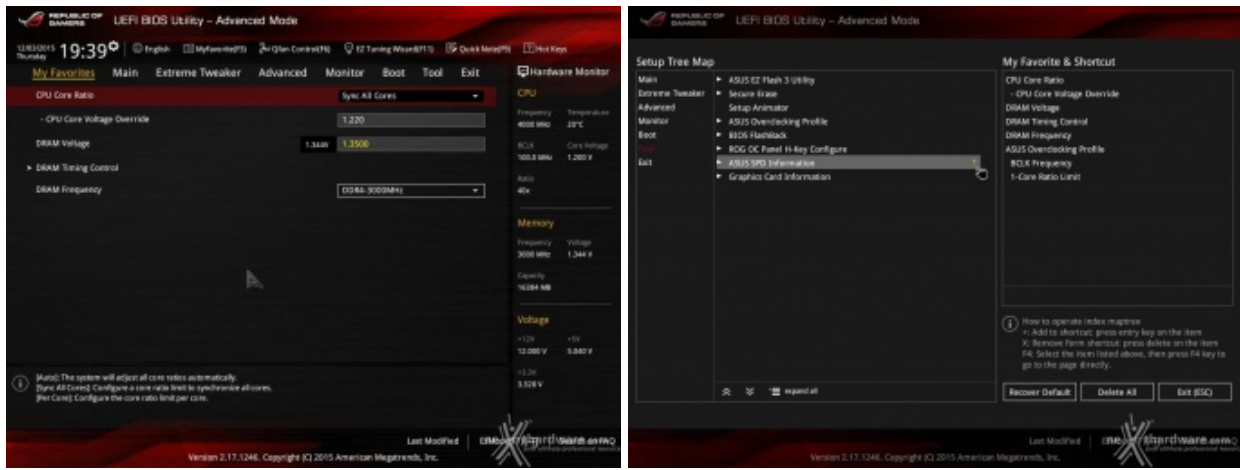 REPUBLIC OF GAMERS UEFI BIOS Utility – Advanced Mode
12/03/2015 Thursday 19:39 English MyFavorite(F3) Qfan Control(F6) EZ Tuning Wizard(F11) Quick Note(F9) Hot Keys
My Favorites Main Extreme Tweaker Advanced Monitor Boot Tool Exit
CPU Core Ratio Sync All Cores
- CPU Core Voltage Override 1.220
DRAM Voltage 1.344V 1.3500
DRAM Timing Control
DRAM Frequency DDR4-3000MHz
Hardware Monitor
CPU
Frequency Temperature
4000 MHz 28°C
BCLK Core Voltage
100.0 MHz 1.200 V
Ratio
40x
Memory
Frequency Voltage
3000 MHz 1.344 V
Capacity
16384 MB
Voltage
+12V +5V
12.000 V 5.040 V
+3.3V
3.328 V
[Auto]: The system will adjust all core ratios automatically.
[Sync All Cores]: Configure a core ratio limit to synchronize all cores.
[Per Core]: Configure the core ratio limit per core.
Last Modified
Version 2.17.1246. Copyright (C) 2015 American Megatrends, Inc.
REPUBLIC OF GAMERS UEFI BIOS Utility – Advanced Mode
Setup Tree Map
Main
Extreme Tweaker
Advanced
Monitor
Boot
Tool
Exit
ASUS EZ Flash 3 Utility
Secure Erase
Setup Animator
ASUS Overclocking Profile
BIOS FlashBack
ROG OC Panel H-Key Configure
ASUS SPD Information
Graphics Card Information
expand all
My Favorite & Shortcut
CPU Core Ratio
- CPU Core Voltage Override
DRAM Voltage
DRAM Timing Control
DRAM Frequency
ASUS Overclocking Profile
BCLK Frequency
1-Core Ratio Limit
How to operate index maptree
+: Add to shortcut: press entry key on the item
X: Remove form shortcut: press delete on the item
F4: Select the item listed above, then press F4 key to
go to the page directly.
Recover Default Delete All Exit (ESC)
Last Modified
Version 2.17.1246. Copyright (C) 2015 American Megatrends, Inc.